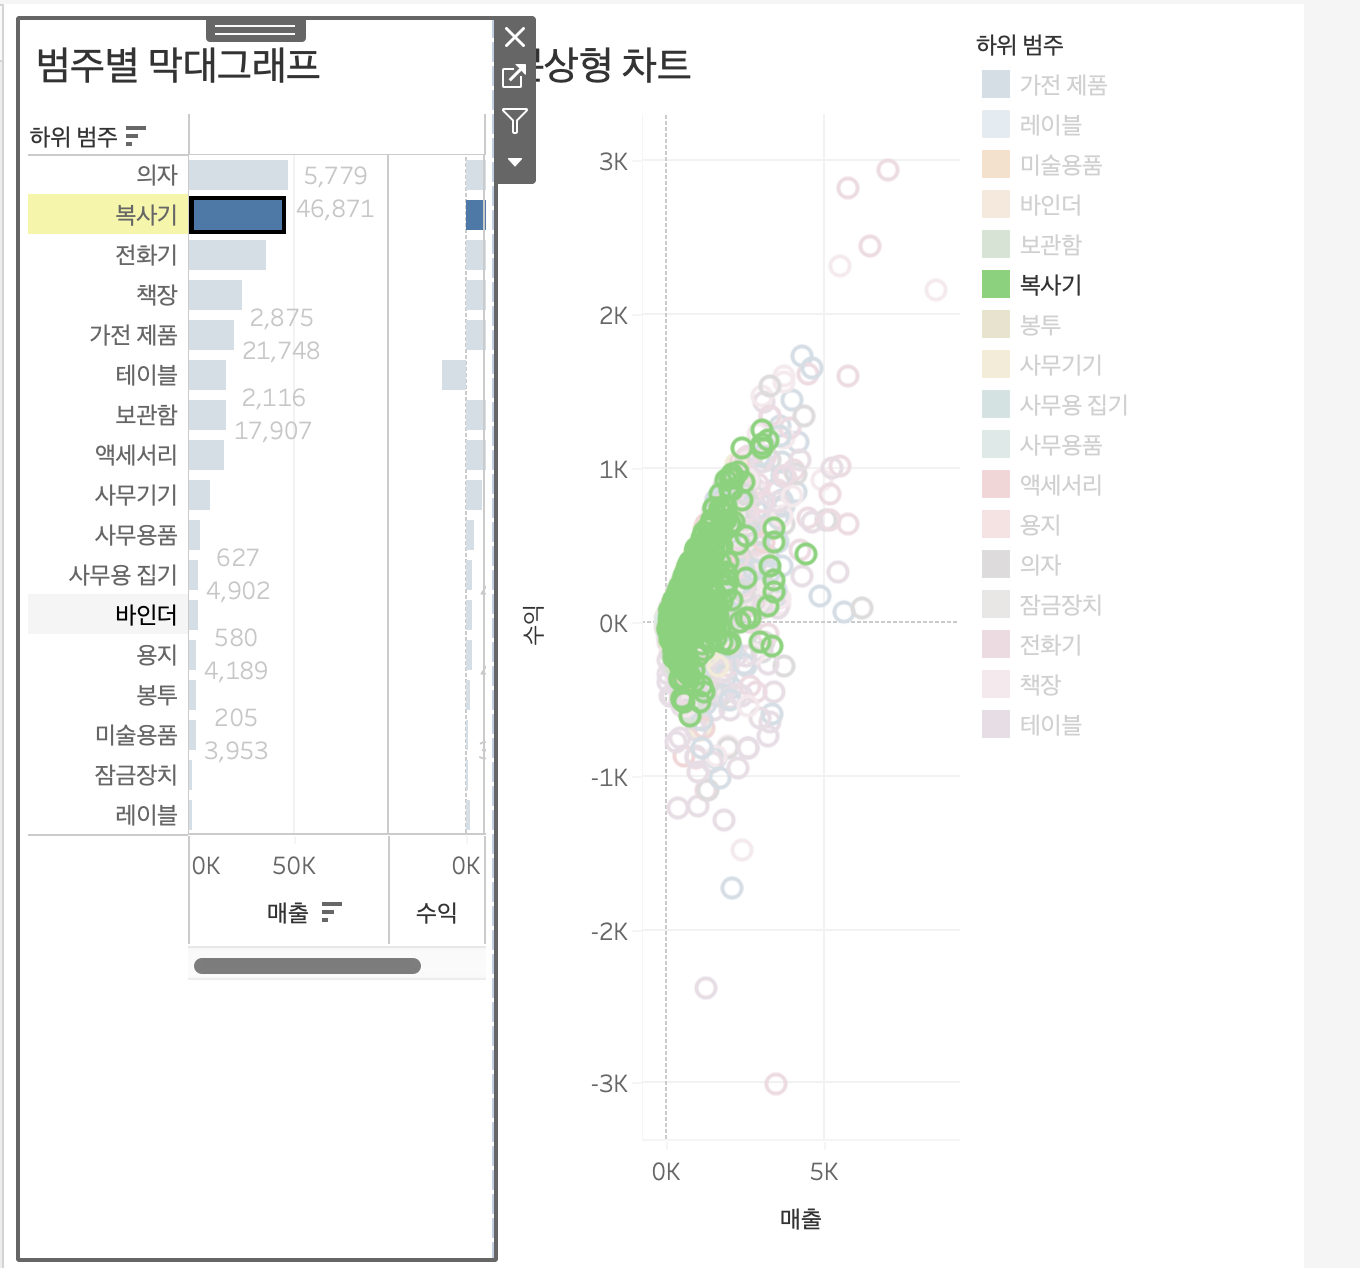 범주별 막대그래프
하위 범주
의자
5,779
복사기
46,871
전화기
책장
2,875
가전 제품
21,748
테이블
2,116
보관함
17,907
액세서리
사무기기
사무용품
627
사무용 집기
4,902
바인더
580
용지
4,189
봉투
205
미술용품
3,953
잠금장치
레이블
0K
50K
0K
매출
수익
상형 차트
3K
2K
1K
0K
-1K
-2K
-3K
수익
0K
5K
매출
하위 범주
가전 제품
레이블
미술용품
바인더
보관함
복사기
봉투
사무기기
사무용 집기
사무용품
액세서리
용지
의자
잠금장치
전화기
책장
테이블